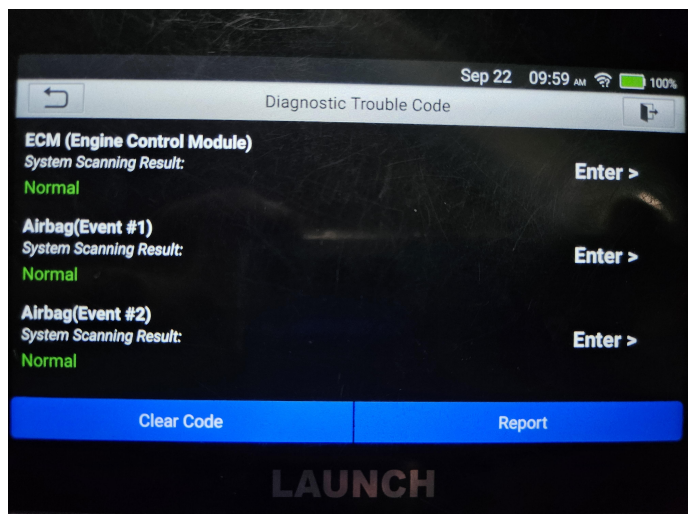 Sep 22 09:59 AM 100%
Diagnostic Trouble Code
ECM (Engine Control Module)
System Scanning Result:
Enter >
Normal
Airbag(Event #1)
System Scanning Result:
Enter >
Normal
Airbag(Event #2)
System Scanning Result:
Enter >
Normal
Clear Code Report
LAUNCH